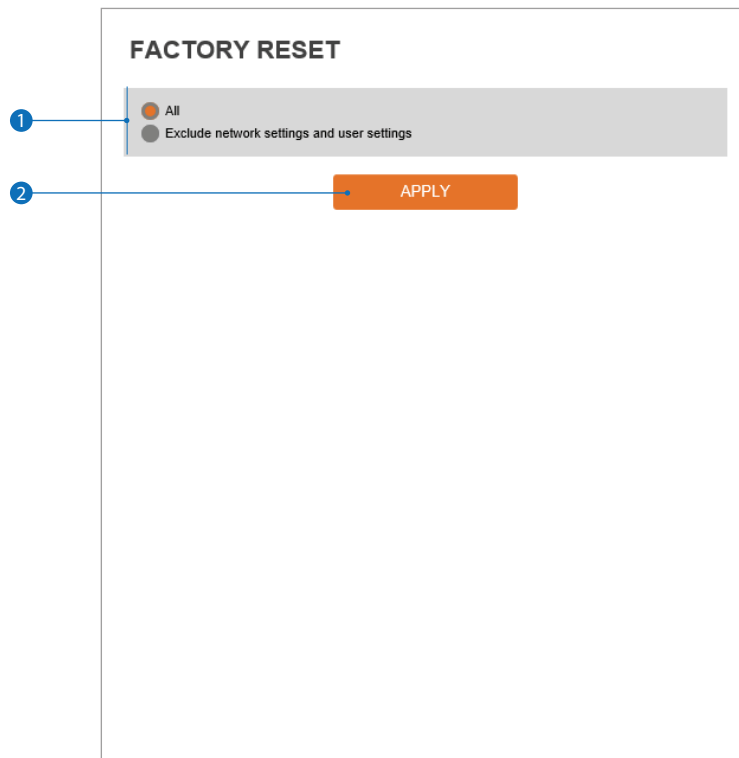 FACTORY RESET
1
All
Exclude network settings and user settings
2
APPLY